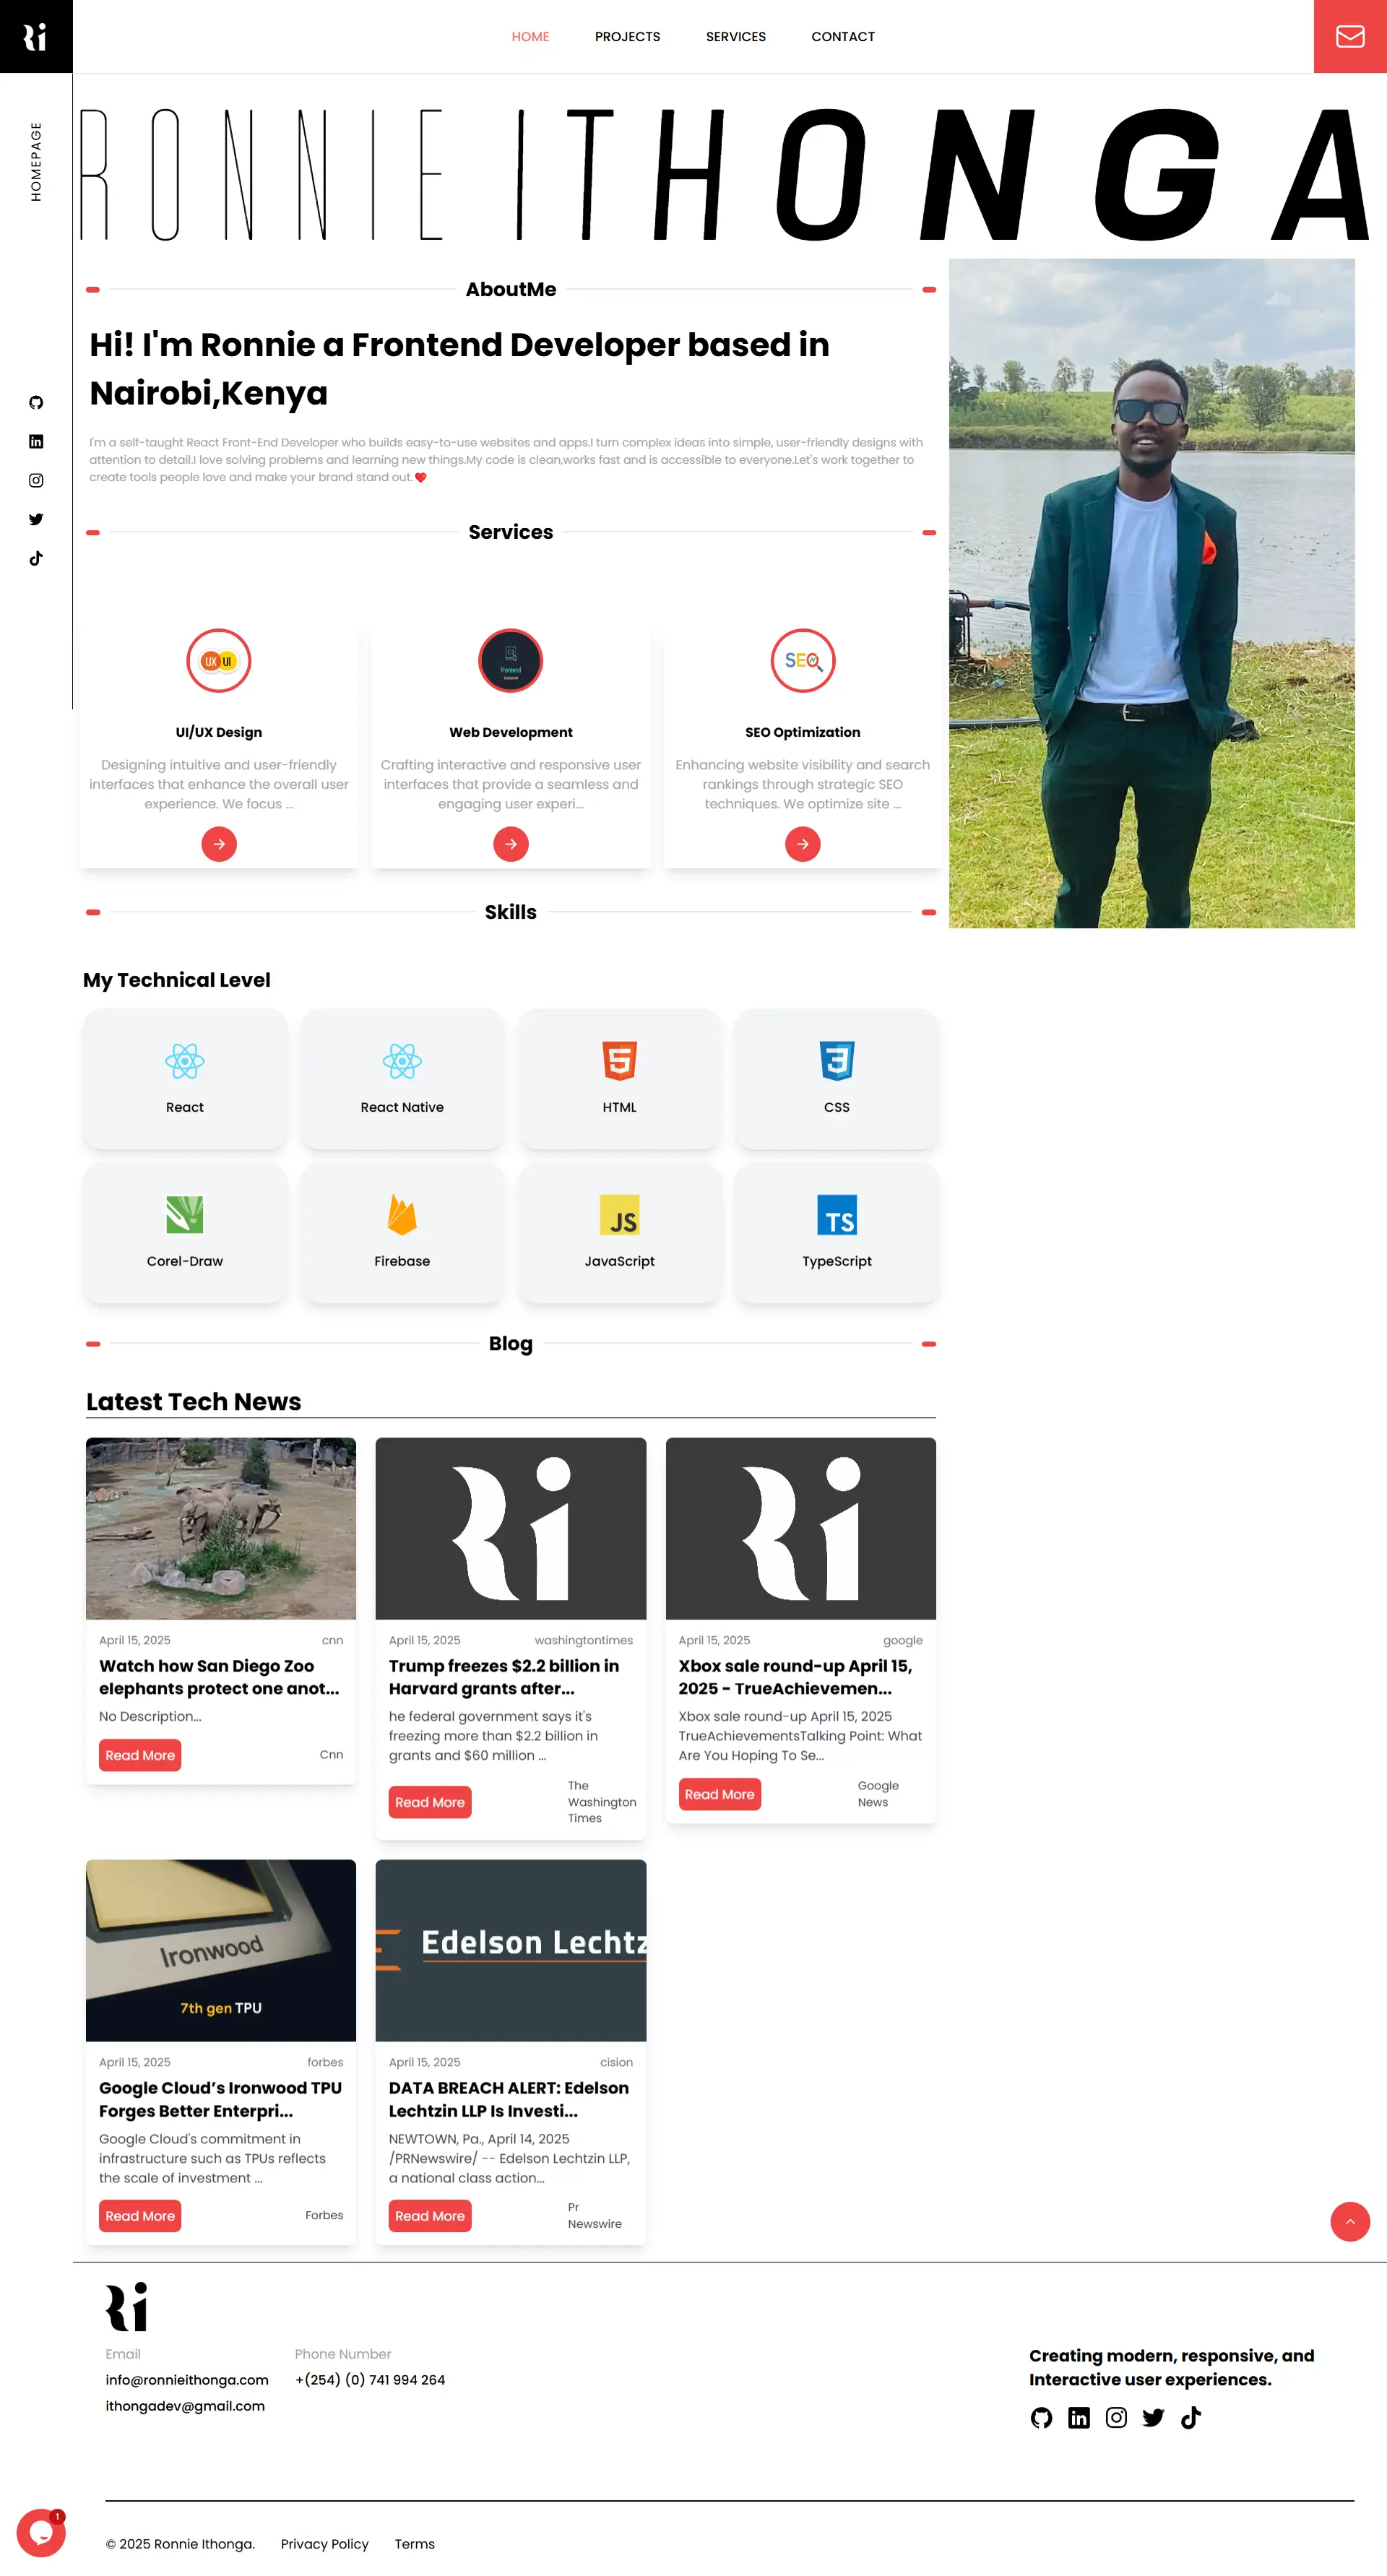 Ri
HOME PROJECTS SERVICES CONTACT
HOMEPAGE
RONNIE ITHONGA
AboutMe
Hi! I'm Ronnie a Frontend Developer based in
Nairobi,Kenya
I'm a self-taught React Front-End Developer who builds easy-to-use websites and apps.I turn complex ideas into simple, user-friendly designs with
attention to detail.I love solving problems and learning new things.My code is clean,works fast and is accessible to everyone.Let's work together to
create tools people love and make your brand stand out.❤️
Services
UX UI
Frontend
SEO
UI/UX Design
Designing intuitive and user-friendly
interfaces that enhance the overall user
experience. We focus ...
Web Development
Crafting interactive and responsive user
interfaces that provide a seamless and
engaging user experi...
SEO Optimization
Enhancing website visibility and search
rankings through strategic SEO
techniques. We optimize site ...
Skills
My Technical Level
React
React Native
5
HTML
3
CSS
Corel-Draw
Firebase
JS
JavaScript
TS
TypeScript
Blog
Latest Tech News
April 15, 2025 cnn
Watch how San Diego Zoo
elephants protect one anot...
No Description...
Read More Cnn
Ri
April 15, 2025 washingtontimes
Trump freezes $2.2 billion in
Harvard grants after...
he federal government says it's
freezing more than $2.2 billion in
grants and $60 million ...
Read More
The
Washington
Times
Ri
April 15, 2025 google
Xbox sale round-up April 15,
2025 - TrueAchievemen...
Xbox sale round-up April 15, 2025
TrueAchievementsTalking Point: What
Are You Hoping To Se...
Read More
Google
News
Ironwood
7th gen TPU
April 15, 2025 forbes
Google Cloud’s Ironwood TPU
Forges Better Enterpri...
Google Cloud's commitment in
infrastructure such as TPUs reflects
the scale of investment ...
Read More Forbes
Edelson Lechtz
April 15, 2025 cision
DATA BREACH ALERT: Edelson
Lechtzin LLP Is Investi...
NEWTOWN, Pa., April 14, 2025
/PRNewswire/ -- Edelson Lechtzin LLP,
a national class action...
Read More
Pr
Newswire
Ri
Email
info@ronnieithonga.com
ithongadev@gmail.com
Phone Number
+(254) (0) 741 994 264
Creating modern, responsive, and
Interactive user experiences.
1
© 2025 Ronnie Ithonga. Privacy Policy Terms